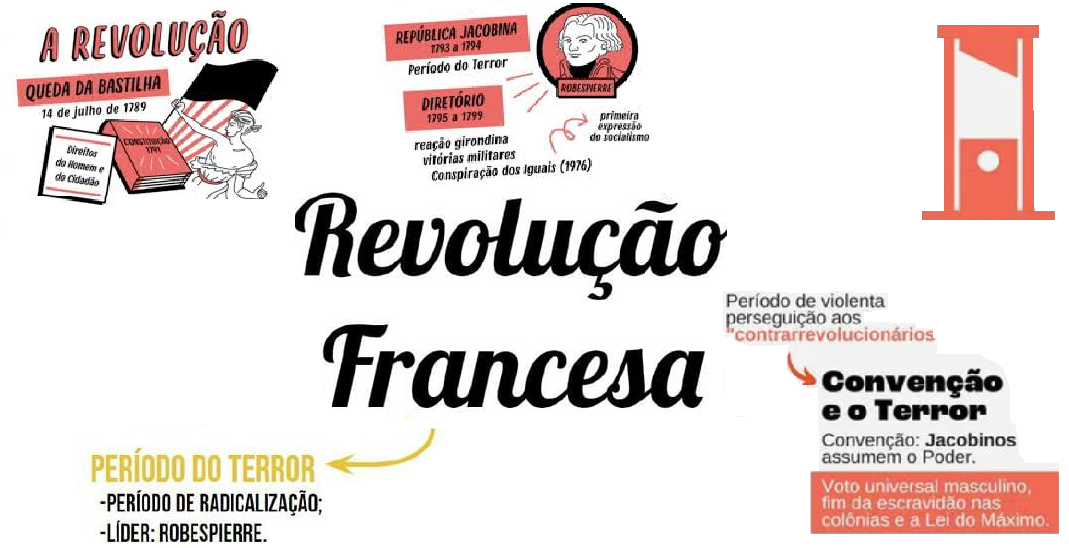 A REVOLUÇÃO
QUEDA DA BASTILHA
14 de julho de 1789
Direitos
do Homem e
do Cidadão
CONSTITUIÇÃO
1791
REPÚBLICA JACOBINA
1793 a 1794
Período do Terror
ROBESPIERRE
DIRETÓRIO
1795 a 1799
primeira
expressão
do socialismo
reação girondina
vitórias militares
Conspiração dos Iguais (1976)
Revolução
Francesa
Período de violenta
perseguição aos
"contrarrevolucionários
Convenção
e o Terror
Convenção: Jacobinos
assumem o Poder.
Voto universal masculino,
fim da escravidão nas
colônias e a Lei do Máximo.
PERÍODO DO TERROR
-PERÍODO DE RADICALIZAÇÃO;
-LÍDER: ROBESPIERRE.